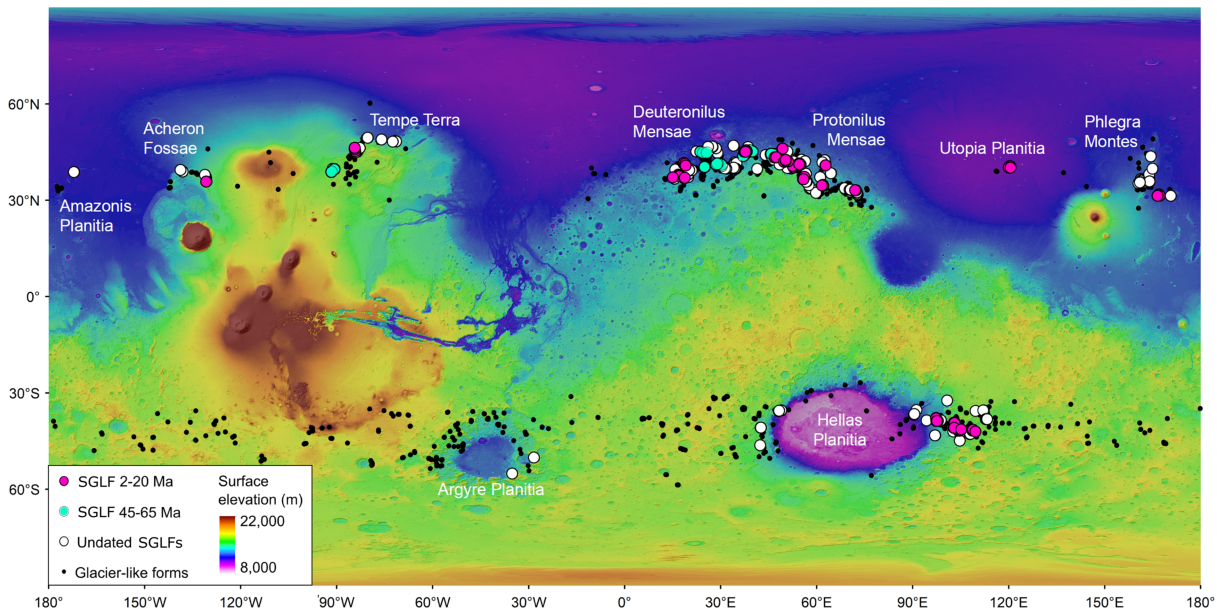 60°N
30°N
0°
30°S
60°S
Acheron
Fossae
Tempe Terra
Deuteronilus
Mensae
Protonilus
Mensae
Utopia Planitia
Phlegra
Montes
Amazonis
Planitia
Hellas
Planitia
Argyre Planitia
SGLF 2-20 Ma
SGLF 45-65 Ma
Undated SGLFs
Glacier-like forms
Surface
elevation (m)
22,000
8,000
180°
150°W
120°W
90°W
60°W
30°W
0°
30°E
60°E
90°E
120°E
150°E
180°